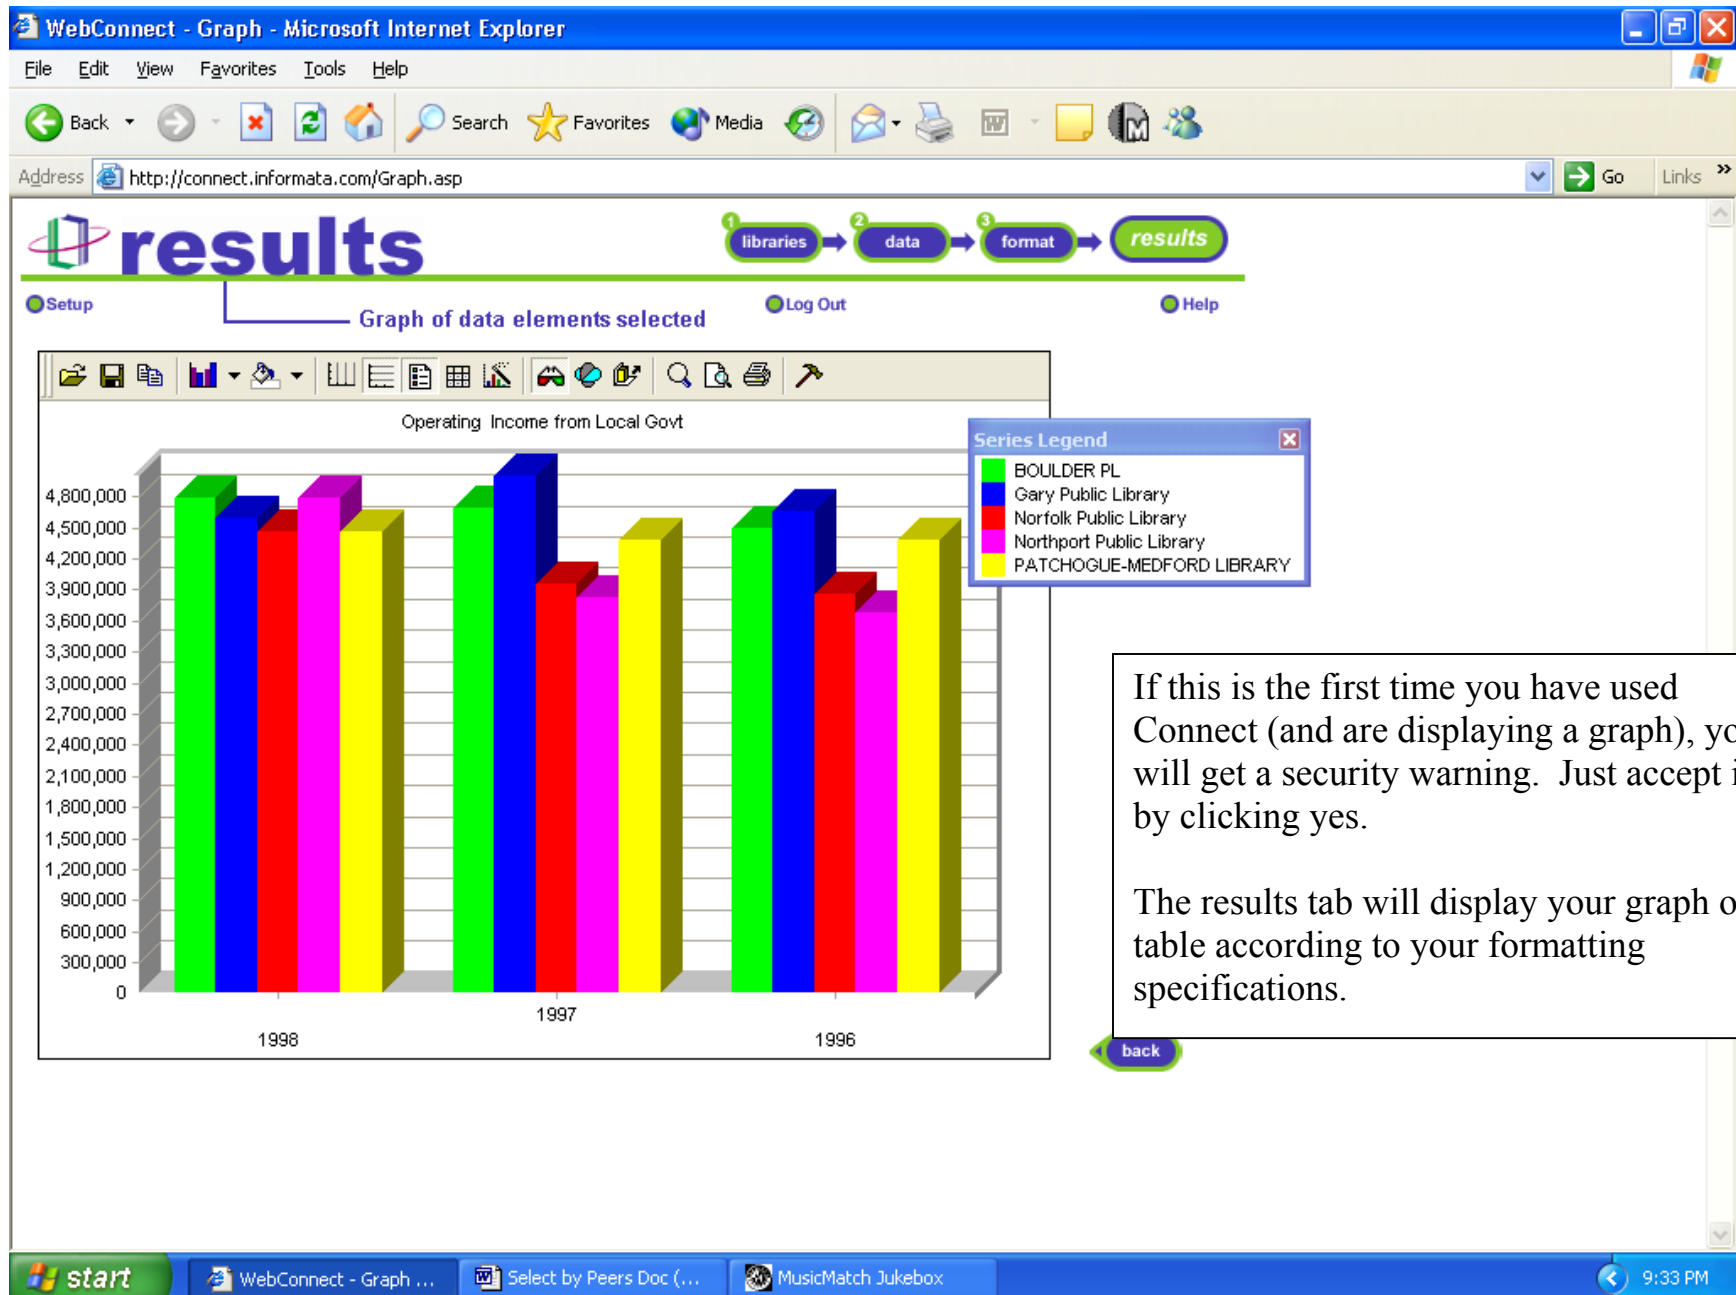 WebConnect - Graph - Microsoft Internet Explorer
File Edit View Favorites Tools Help
Back Search Favorites Media
Address http://connect.informata.com/Graph.asp Go Links »
results
1 libraries 2 data 3 format results
Setup Graph of data elements selected Log Out Help
Operating Income from Local Govt
Series Legend
BOULDER PL
Gary Public Library
Norfolk Public Library
Northport Public Library
PATCHOGUE-MEDFORD LIBRARY
4,800,000
4,500,000
4,200,000
3,900,000
3,600,000
3,300,000
3,000,000
2,700,000
2,400,000
2,100,000
1,800,000
1,500,000
1,200,000
900,000
600,000
300,000
0
1998
1997
1996
If this is the first time you have used
Connect (and are displaying a graph), yo
will get a security warning. Just accept i
by clicking yes.
The results tab will display your graph o
table according to your formatting
specifications.
back
start WebConnect - Graph ... Select by Peers Doc (... MusicMatch Jukebox 9:33 PM